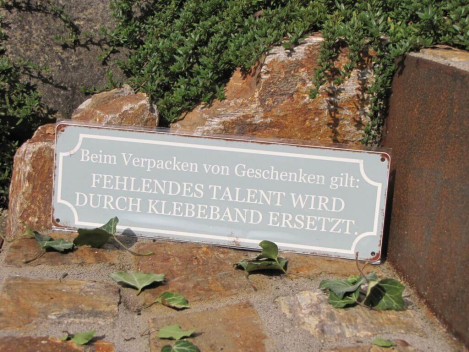 Beim Verpacken von Geschenken gilt:
FEHLENDES TALENT WIRD
DURCH KLEBEBAND ERSETZT.